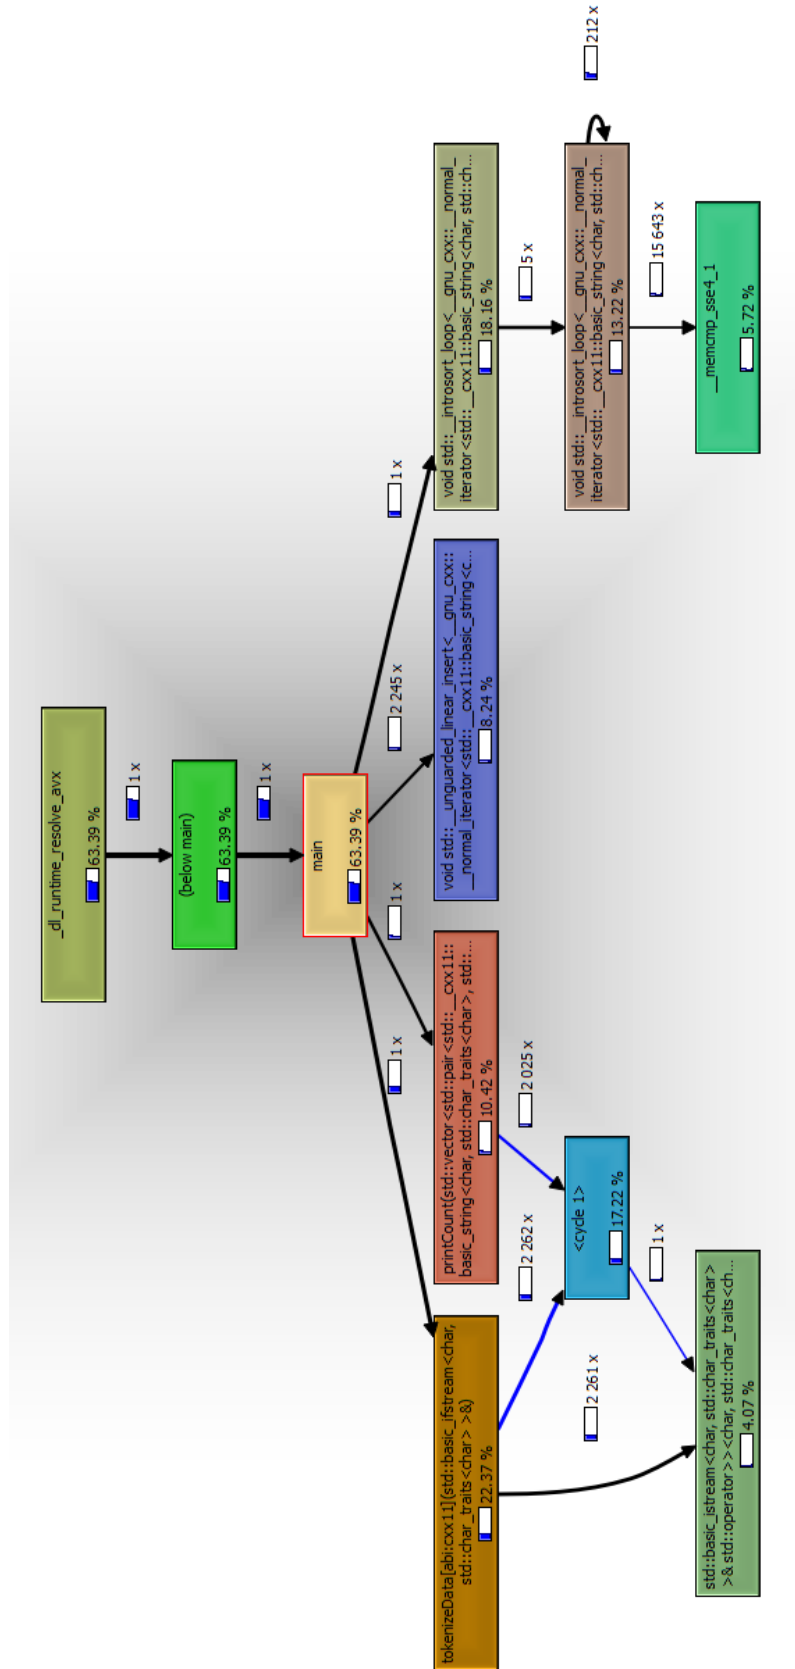 _dl_runtime_resolve_avx
63.39 %
1 x
(below main)
63.39 %
1 x
main
63.39 %
1 x
1 x
2 245 x
1 x
tokenizeData[abi:cxx11](std::basic_ifstream<char,
std::char_traits<char> >&)
22.37 %
printCount(std::vector<std::pair<std::__cxx11::
basic_string<char, std::char_traits<char>, std::...
10.42 %
void std::__unguarded_linear_insert<__gnu_cxx::
__normal_iterator<std::__cxx11::basic_string<c...
8.24 %
void std::__introsort_loop<__gnu_cxx::__normal_
iterator<std::__cxx11::basic_string<char, std::ch...
18.16 %
2 262 x
2 025 x
5 x
2 261 x
<cycle 1>
17.22 %
void std::__introsort_loop<__gnu_cxx::__normal_
iterator<std::__cxx11::basic_string<char, std::ch...
13.22 %
212 x
1 x
15 643 x
std::basic_istream<char, std::char_traits<char>
>& std::operator>><char, std::char_traits<ch...
4.07 %
__memcmp_sse4_1
5.72 %